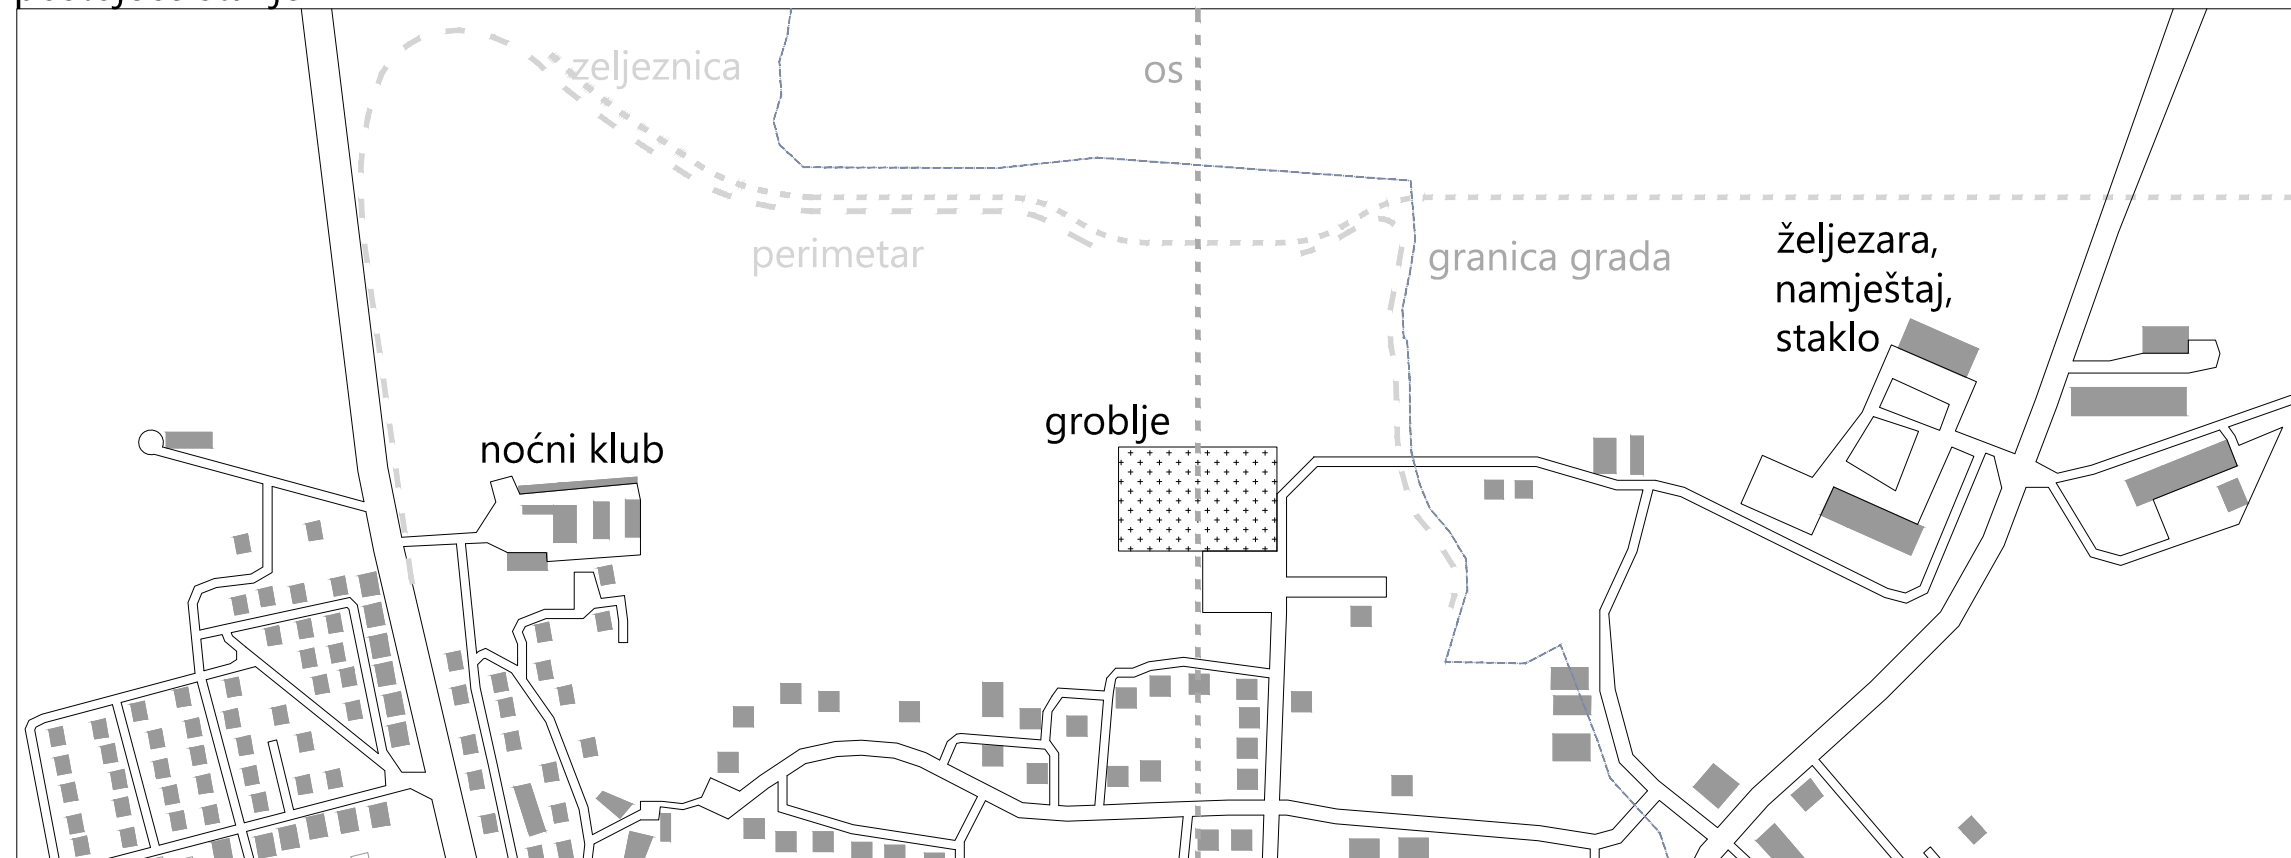 zeljeznica
os
perimetar
granica grada
željezara,
namještaj,
staklo
groblje
noćni klub